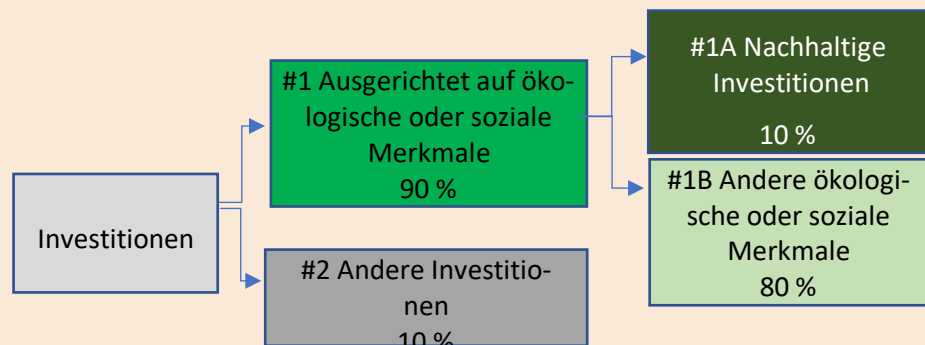 Investitionen
#1 Ausgerichtet auf öko-
logische oder soziale
Merkmale
90 %
#2 Andere Investitio-
nen
10 %
#1A Nachhaltige
Investitionen
10 %
#1B Andere ökologi-
sche oder soziale
Merkmale
80 %